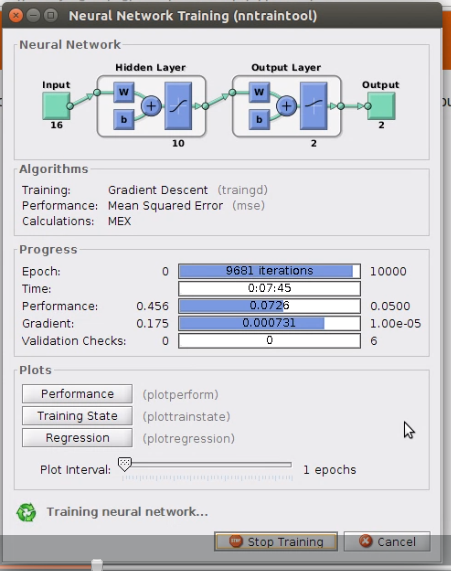 Neural Network Training (nntraintool)
Neural Network
Hidden Layer Output Layer
Input Output
W W
b b
+ +
16 10 2 2
Algorithms
Training: Gradient Descent (traingd)
Performance: Mean Squared Error (mse)
Calculations: MEX
Progress
Epoch: 0 9681 iterations 10000
Time: 0:07:45
Performance: 0.456 0.0726 0.0500
Gradient: 0.175 0.000731 1.00e-05
Validation Checks: 0 0 6
Plots
Performance (plotperform)
Training State (plottrainstate)
Regression (plotregression)
Plot Interval: 1 epochs
Training neural network...
Stop Training Cancel